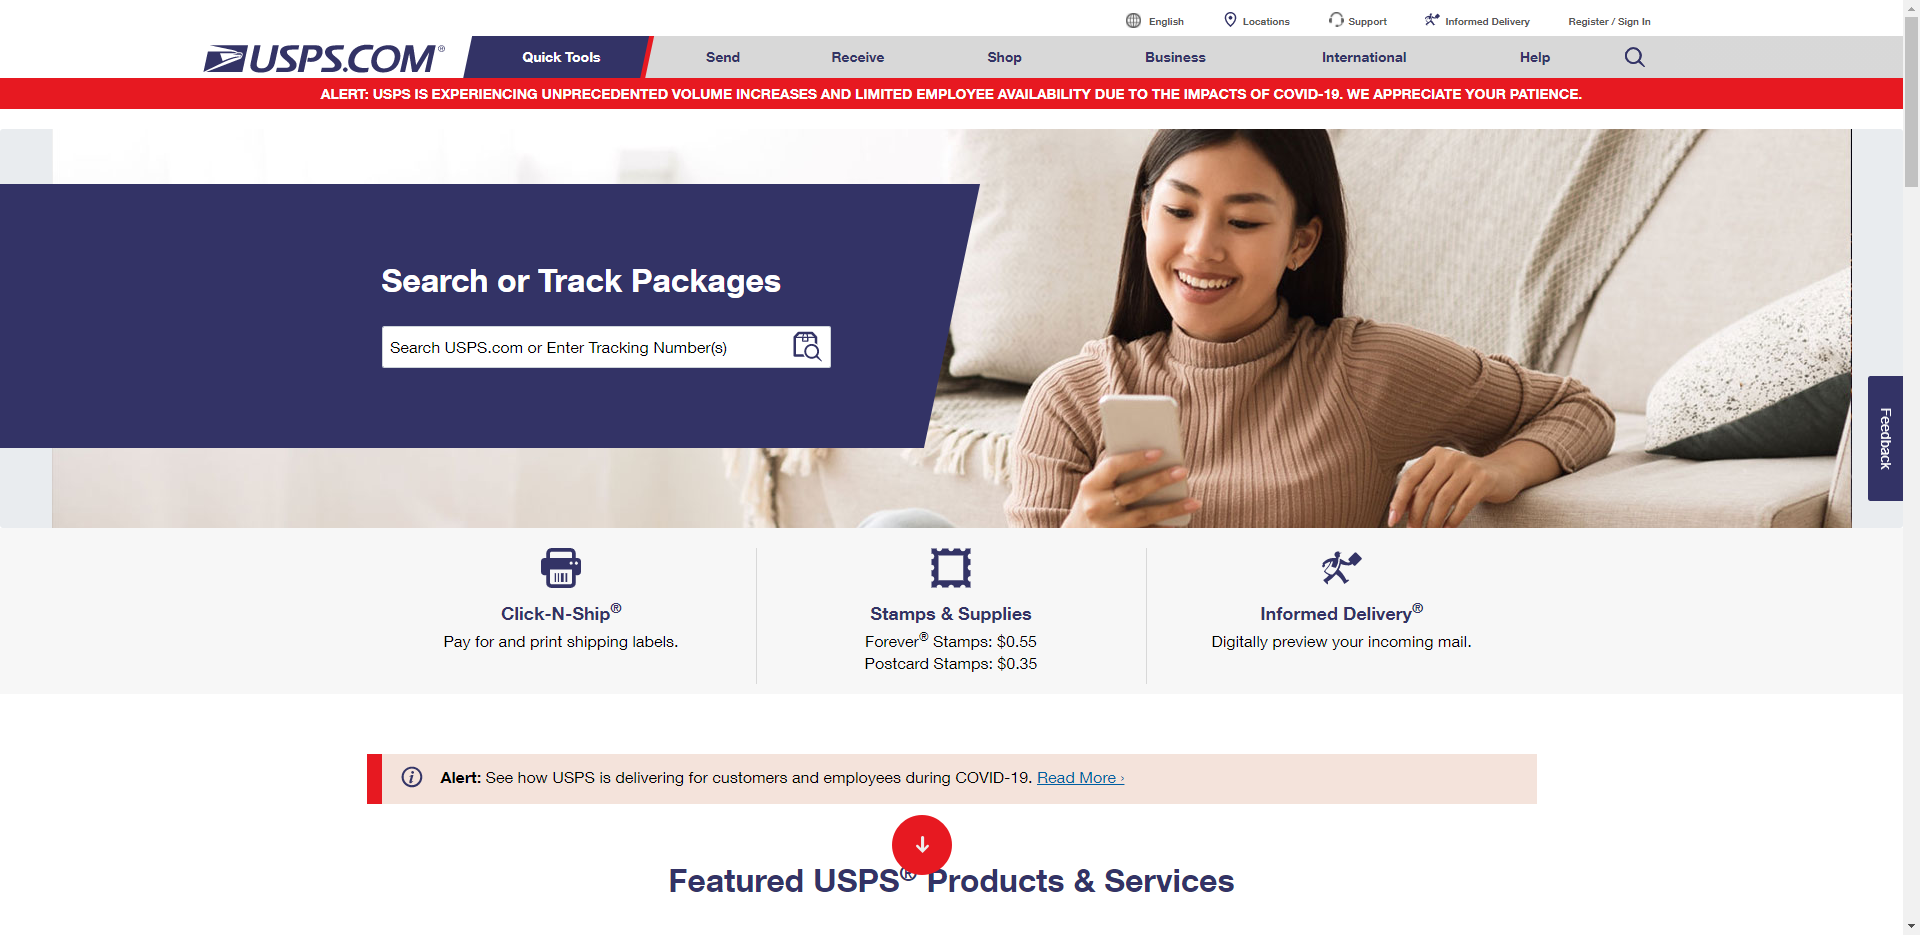 English
Locations
Support
Informed Delivery
Register / Sign In
USPS.COM®
Quick Tools
Send
Receive
Shop
Business
International
Help
ALERT: USPS IS EXPERIENCING UNPRECEDENTED VOLUME INCREASES AND LIMITED EMPLOYEE AVAILABILITY DUE TO THE IMPACTS OF COVID-19. WE APPRECIATE YOUR PATIENCE.
Search or Track Packages
Search USPS.com or Enter Tracking Number(s)
Feedback
Click-N-Ship®
Pay for and print shipping labels.
Stamps & Supplies
Forever® Stamps: $0.55
Postcard Stamps: $0.35
Informed Delivery®
Digitally preview your incoming mail.
Alert: See how USPS is delivering for customers and employees during COVID-19. Read More ›
Featured USPS® Products & Services